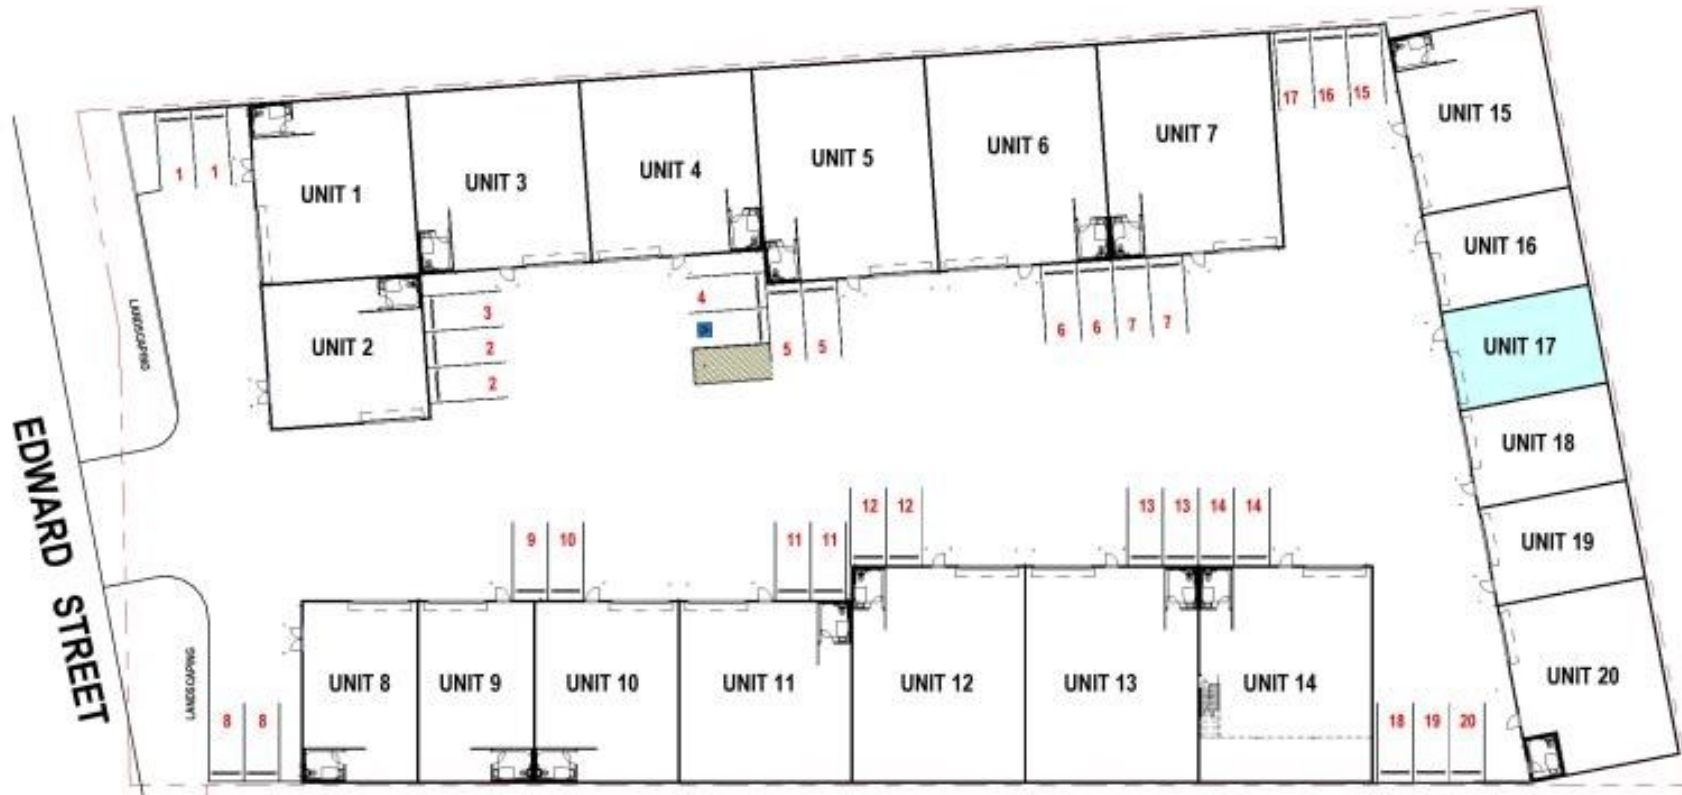 17 16 15
UNIT 15
UNIT 7
UNIT 6
UNIT 5
UNIT 4
UNIT 3
UNIT 1
1 1
UNIT 16
4
3
6 6 7 7
UNIT 2
2
5 5
UNIT 17
LANDSCAPING
2
UNIT 18
EDWARD STREET
12 12
13 13 14 14
9 10
11 11
UNIT 19
UNIT 8
UNIT 9
UNIT 10
UNIT 11
UNIT 12
UNIT 13
UNIT 14
UNIT 20
LANDSCAPING
8 8
18 19 20